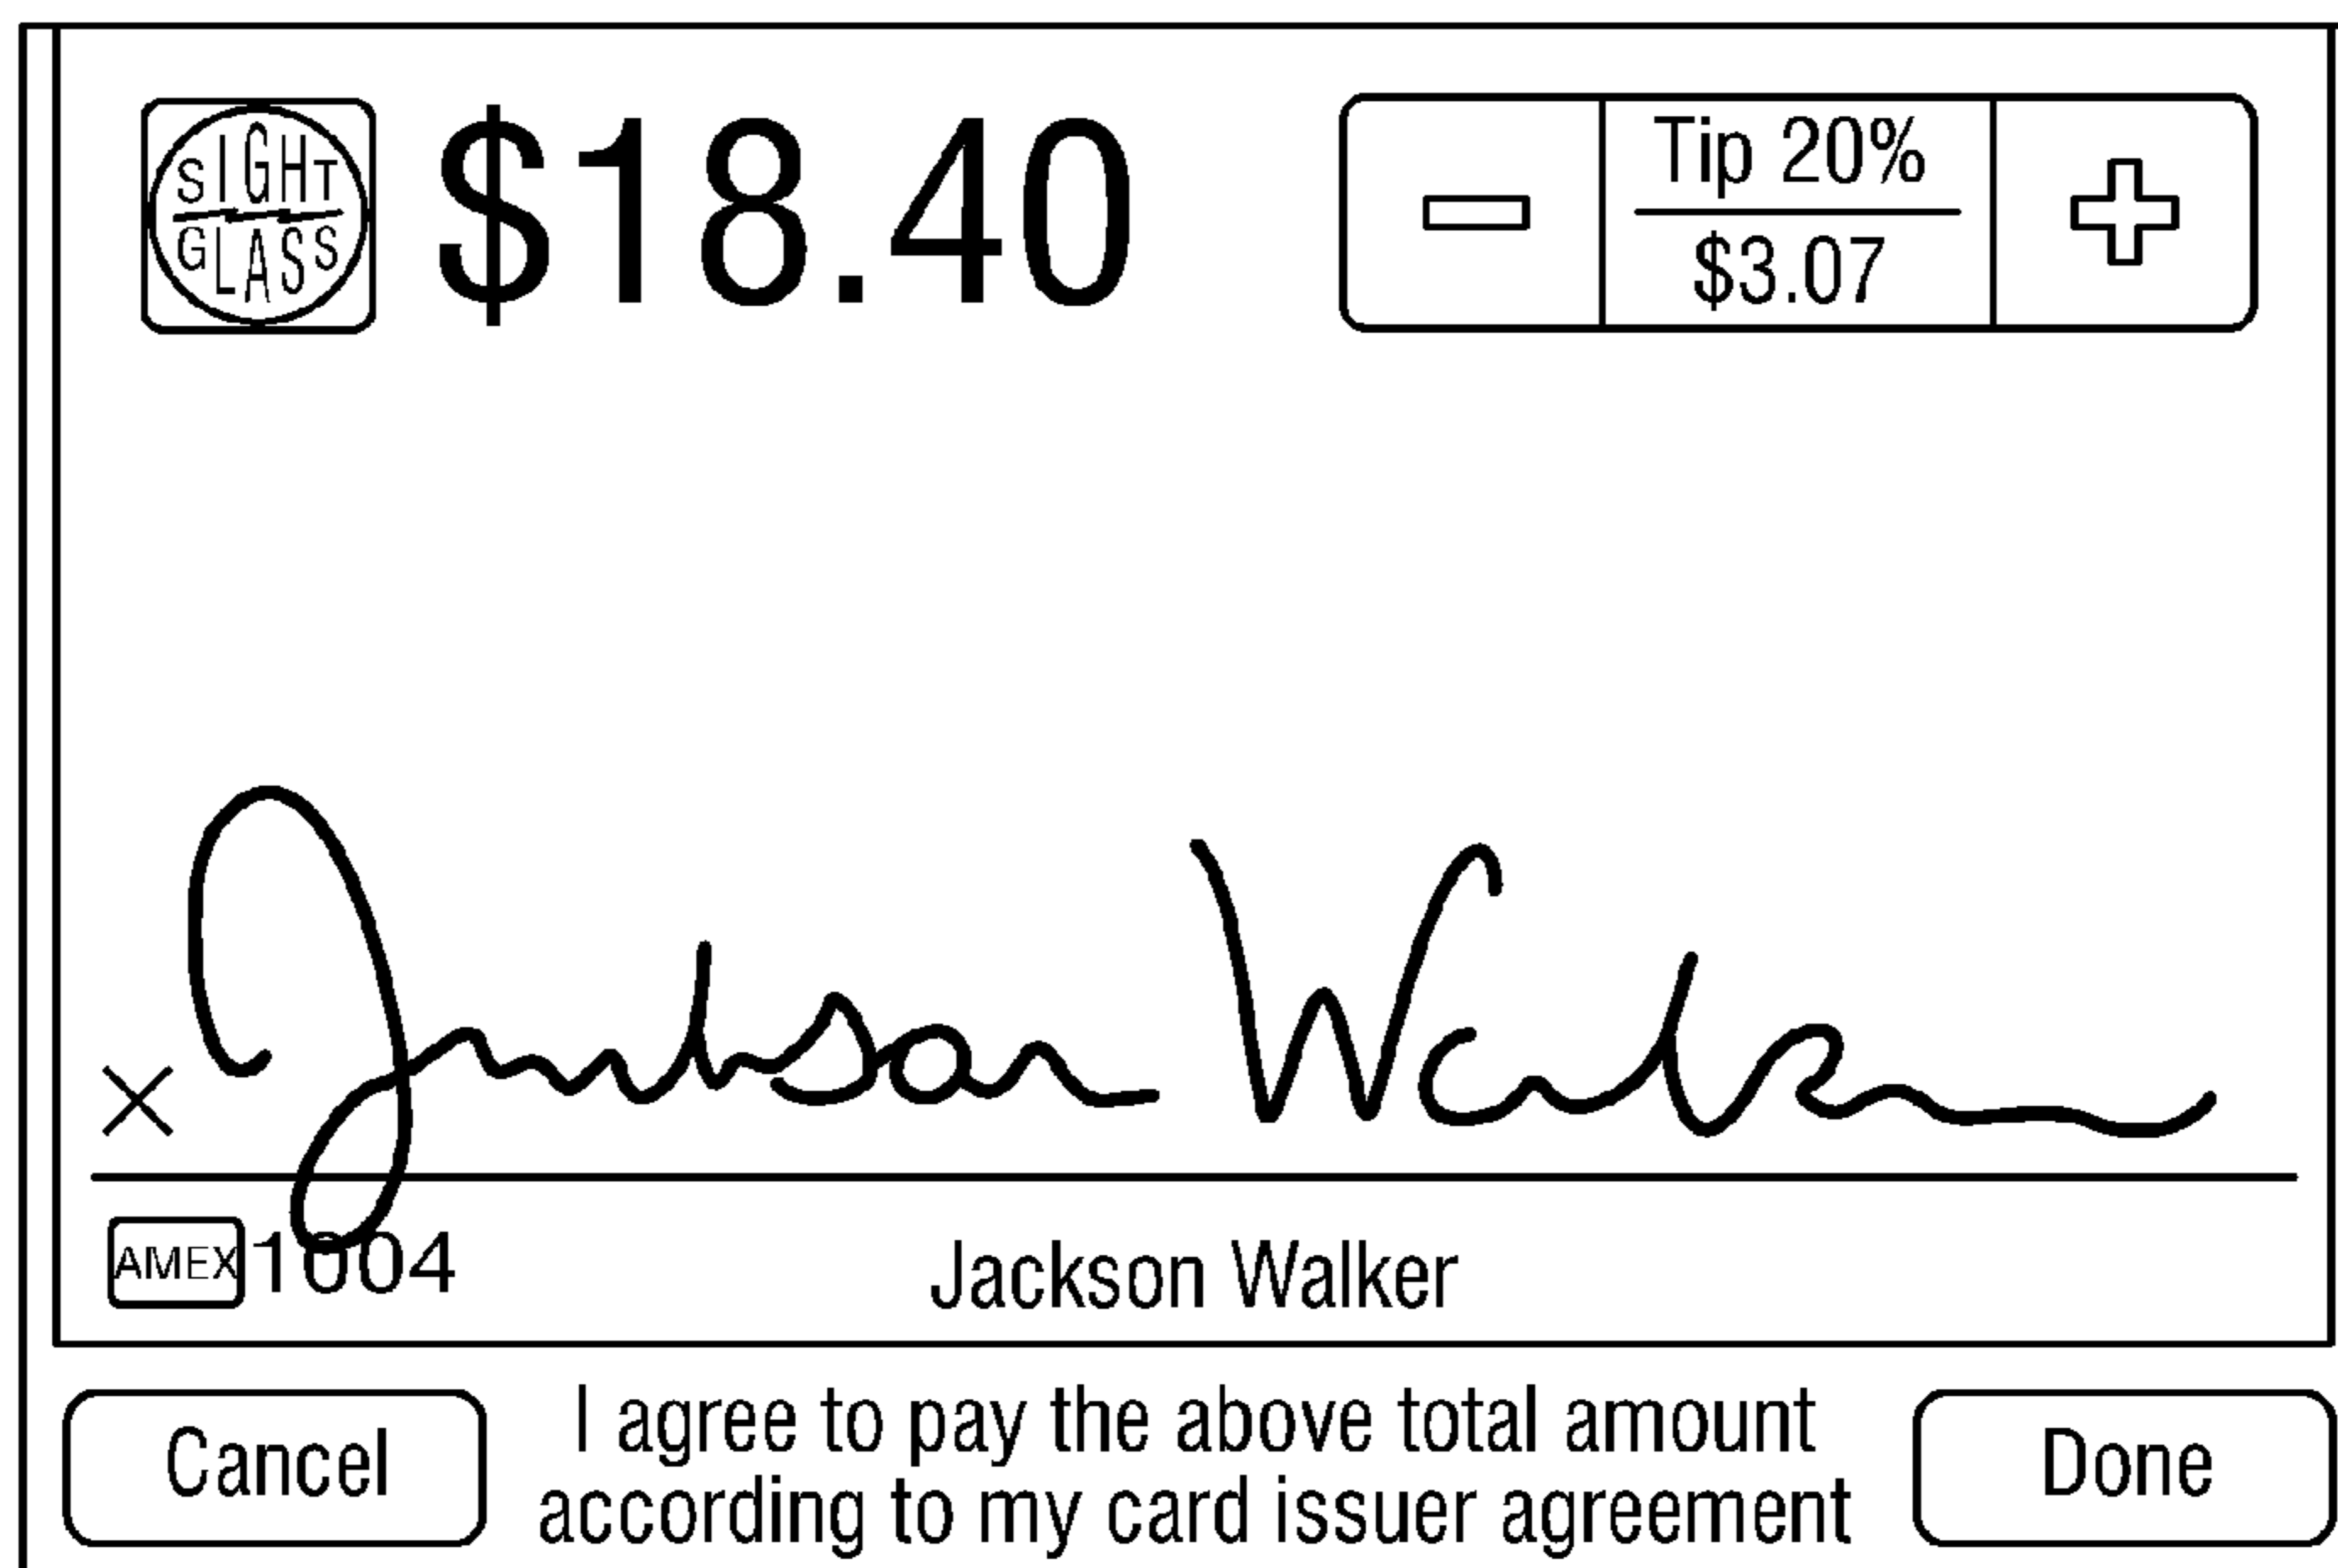 SIGHT
GLASS
$18.40
Tip 20%
$3.07
Jackson Walker
AMEX 1004
Jackson Walker
Cancel
I agree to pay the above total amount
according to my card issuer agreement
Done